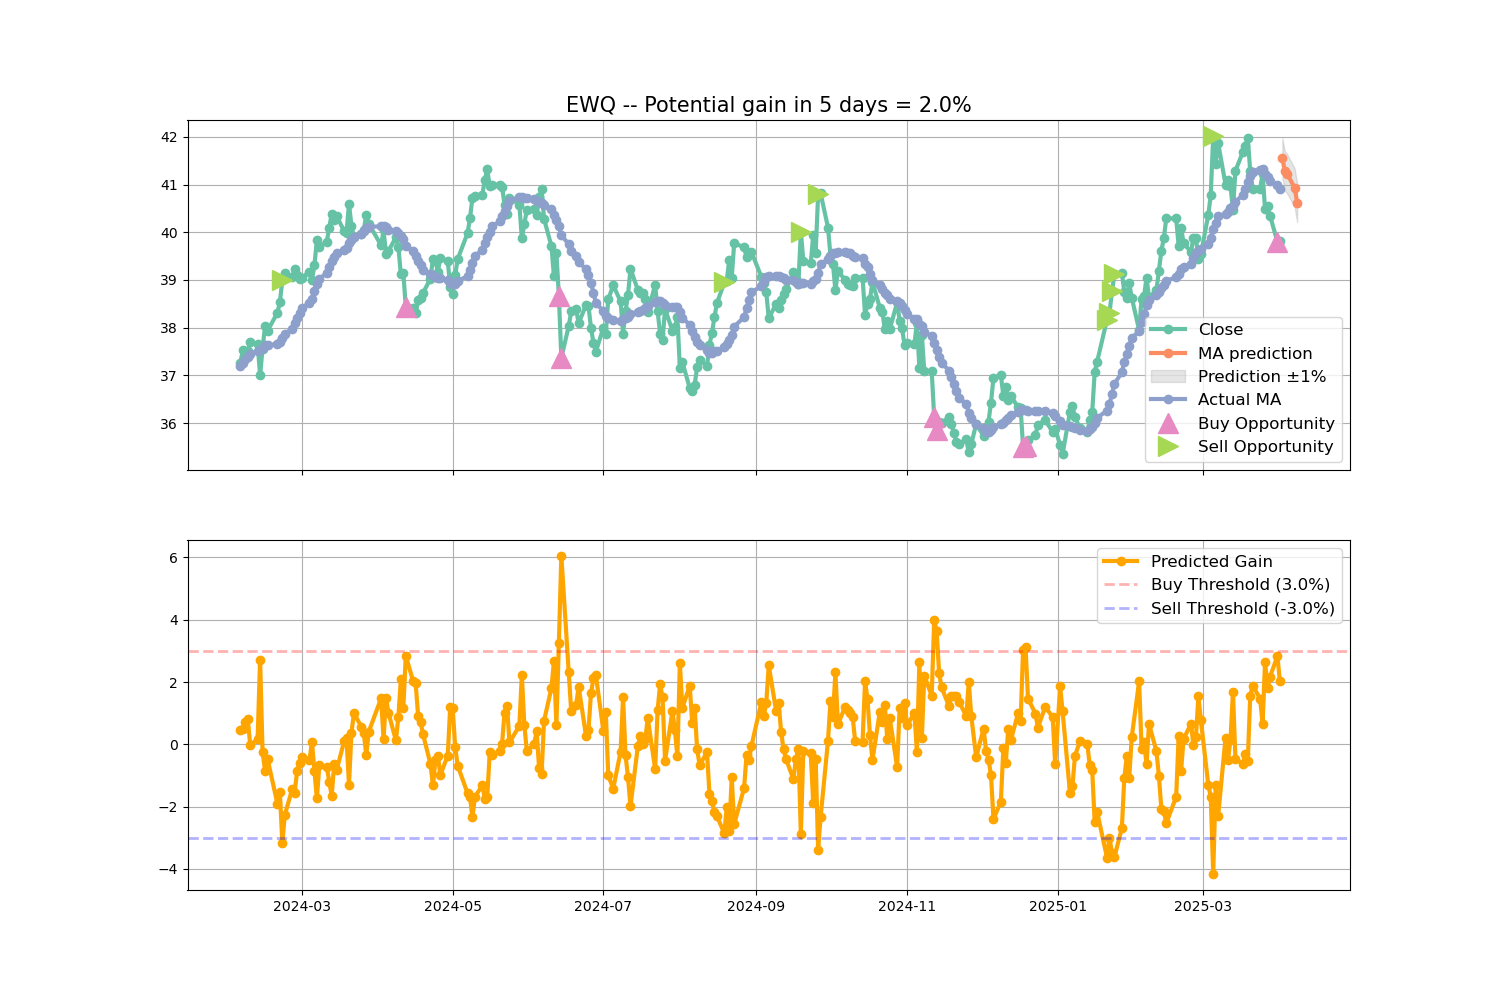 EWQ -- Potential gain in 5 days = 2.0%
42
41
40
39
38
37
36
Close
MA prediction
Prediction ±1%
Actual MA
Buy Opportunity
Sell Opportunity
6
4
2
0
−2
−4
Predicted Gain
Buy Threshold (3.0%)
Sell Threshold (-3.0%)
2024-03 2024-05 2024-07 2024-09 2024-11 2025-01 2025-03